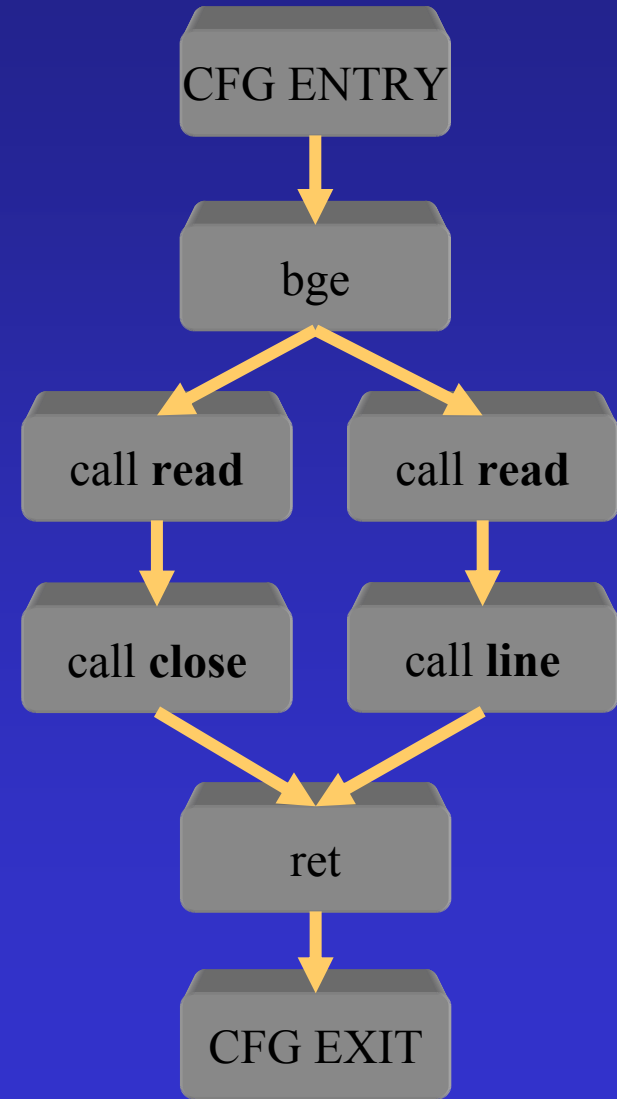 CFG ENTRY
bge
call read
call read
call close
call line
ret
CFG EXIT